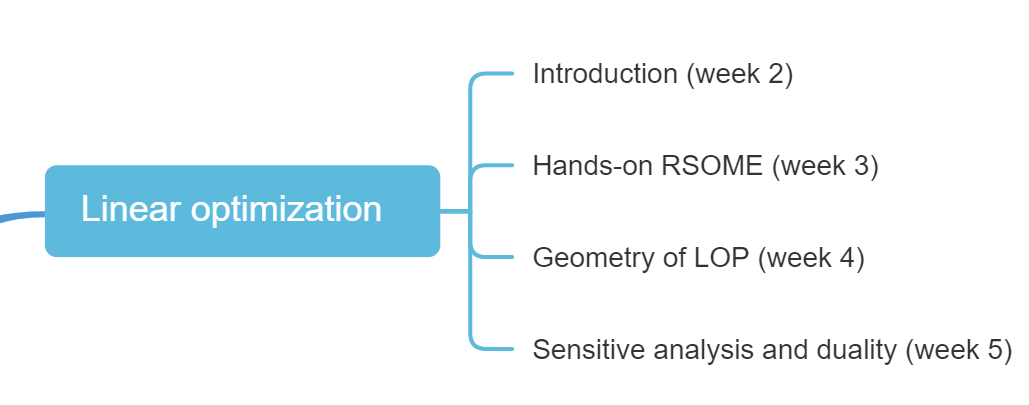 Linear optimization
Introduction (week 2)
Hands-on RSOME (week 3)
Geometry of LOP (week 4)
Sensitive analysis and duality (week 5)